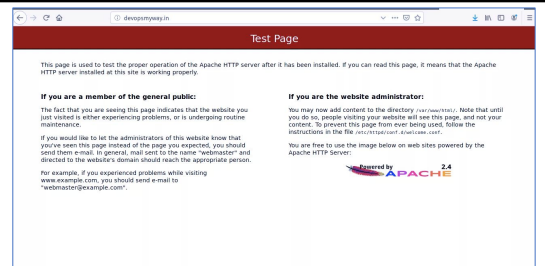 devopsmyway.in
Test Page
This page is used to test the proper operation of the Apache HTTP server after it has been installed. If you can read this page, it means that the Apache
HTTP server installed at this site is working properly.
If you are a member of the general public:
The fact that you are seeing this page indicates that the website you
just visited is either experiencing problems, or is undergoing routine
maintenance.
If you would like to let the administrators of this website know that
you've seen this page instead of the page you expected, you should
send them e-mail. In general, mail sent to the name "webmaster" and
directed to the website's domain should reach the appropriate person.
For example, if you experienced problems while visiting
www.example.com, you should send e-mail to
"webmaster@example.com".
If you are the website administrator:
You may now add content to the directory /var/www/html/. Note that until
you do so, people visiting your website will see this page, and not your
content. To prevent this page from ever being used, follow the
instructions in the file /etc/httpd/conf.d/welcome.conf.
You are free to use the image below on web sites powered by the
Apache HTTP Server:
Powered by 2.4
APACHE